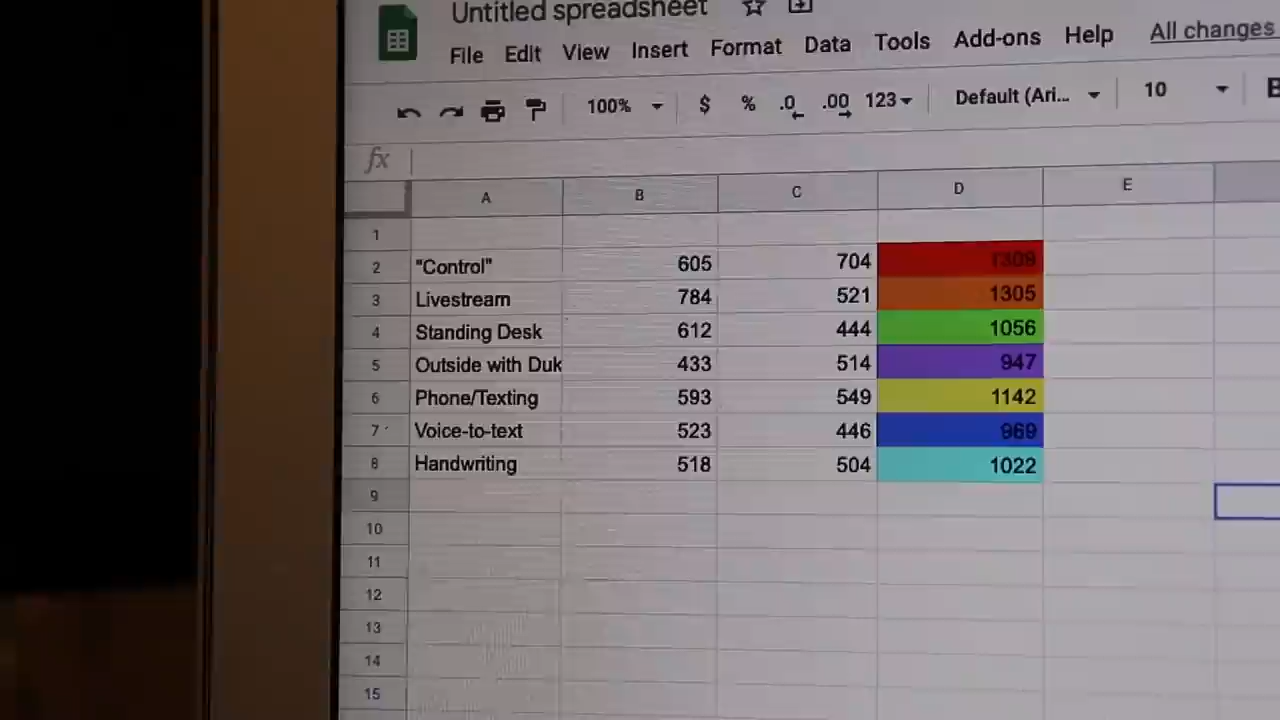 Untitled spreadsheet
File Edit View Insert Format Data Tools Add-ons Help All changes
100% $ % .0 .00 123 Default (Ari... 10 B
fx
A B C D E
1
2 "Control" 605 704 1309
3 Livestream 784 521 1305
4 Standing Desk 612 444 1056
5 Outside with Duk 433 514 947
6 Phone/Texting 593 549 1142
7 Voice-to-text 523 446 969
8 Handwriting 518 504 1022
9
10
11
12
13
14
15